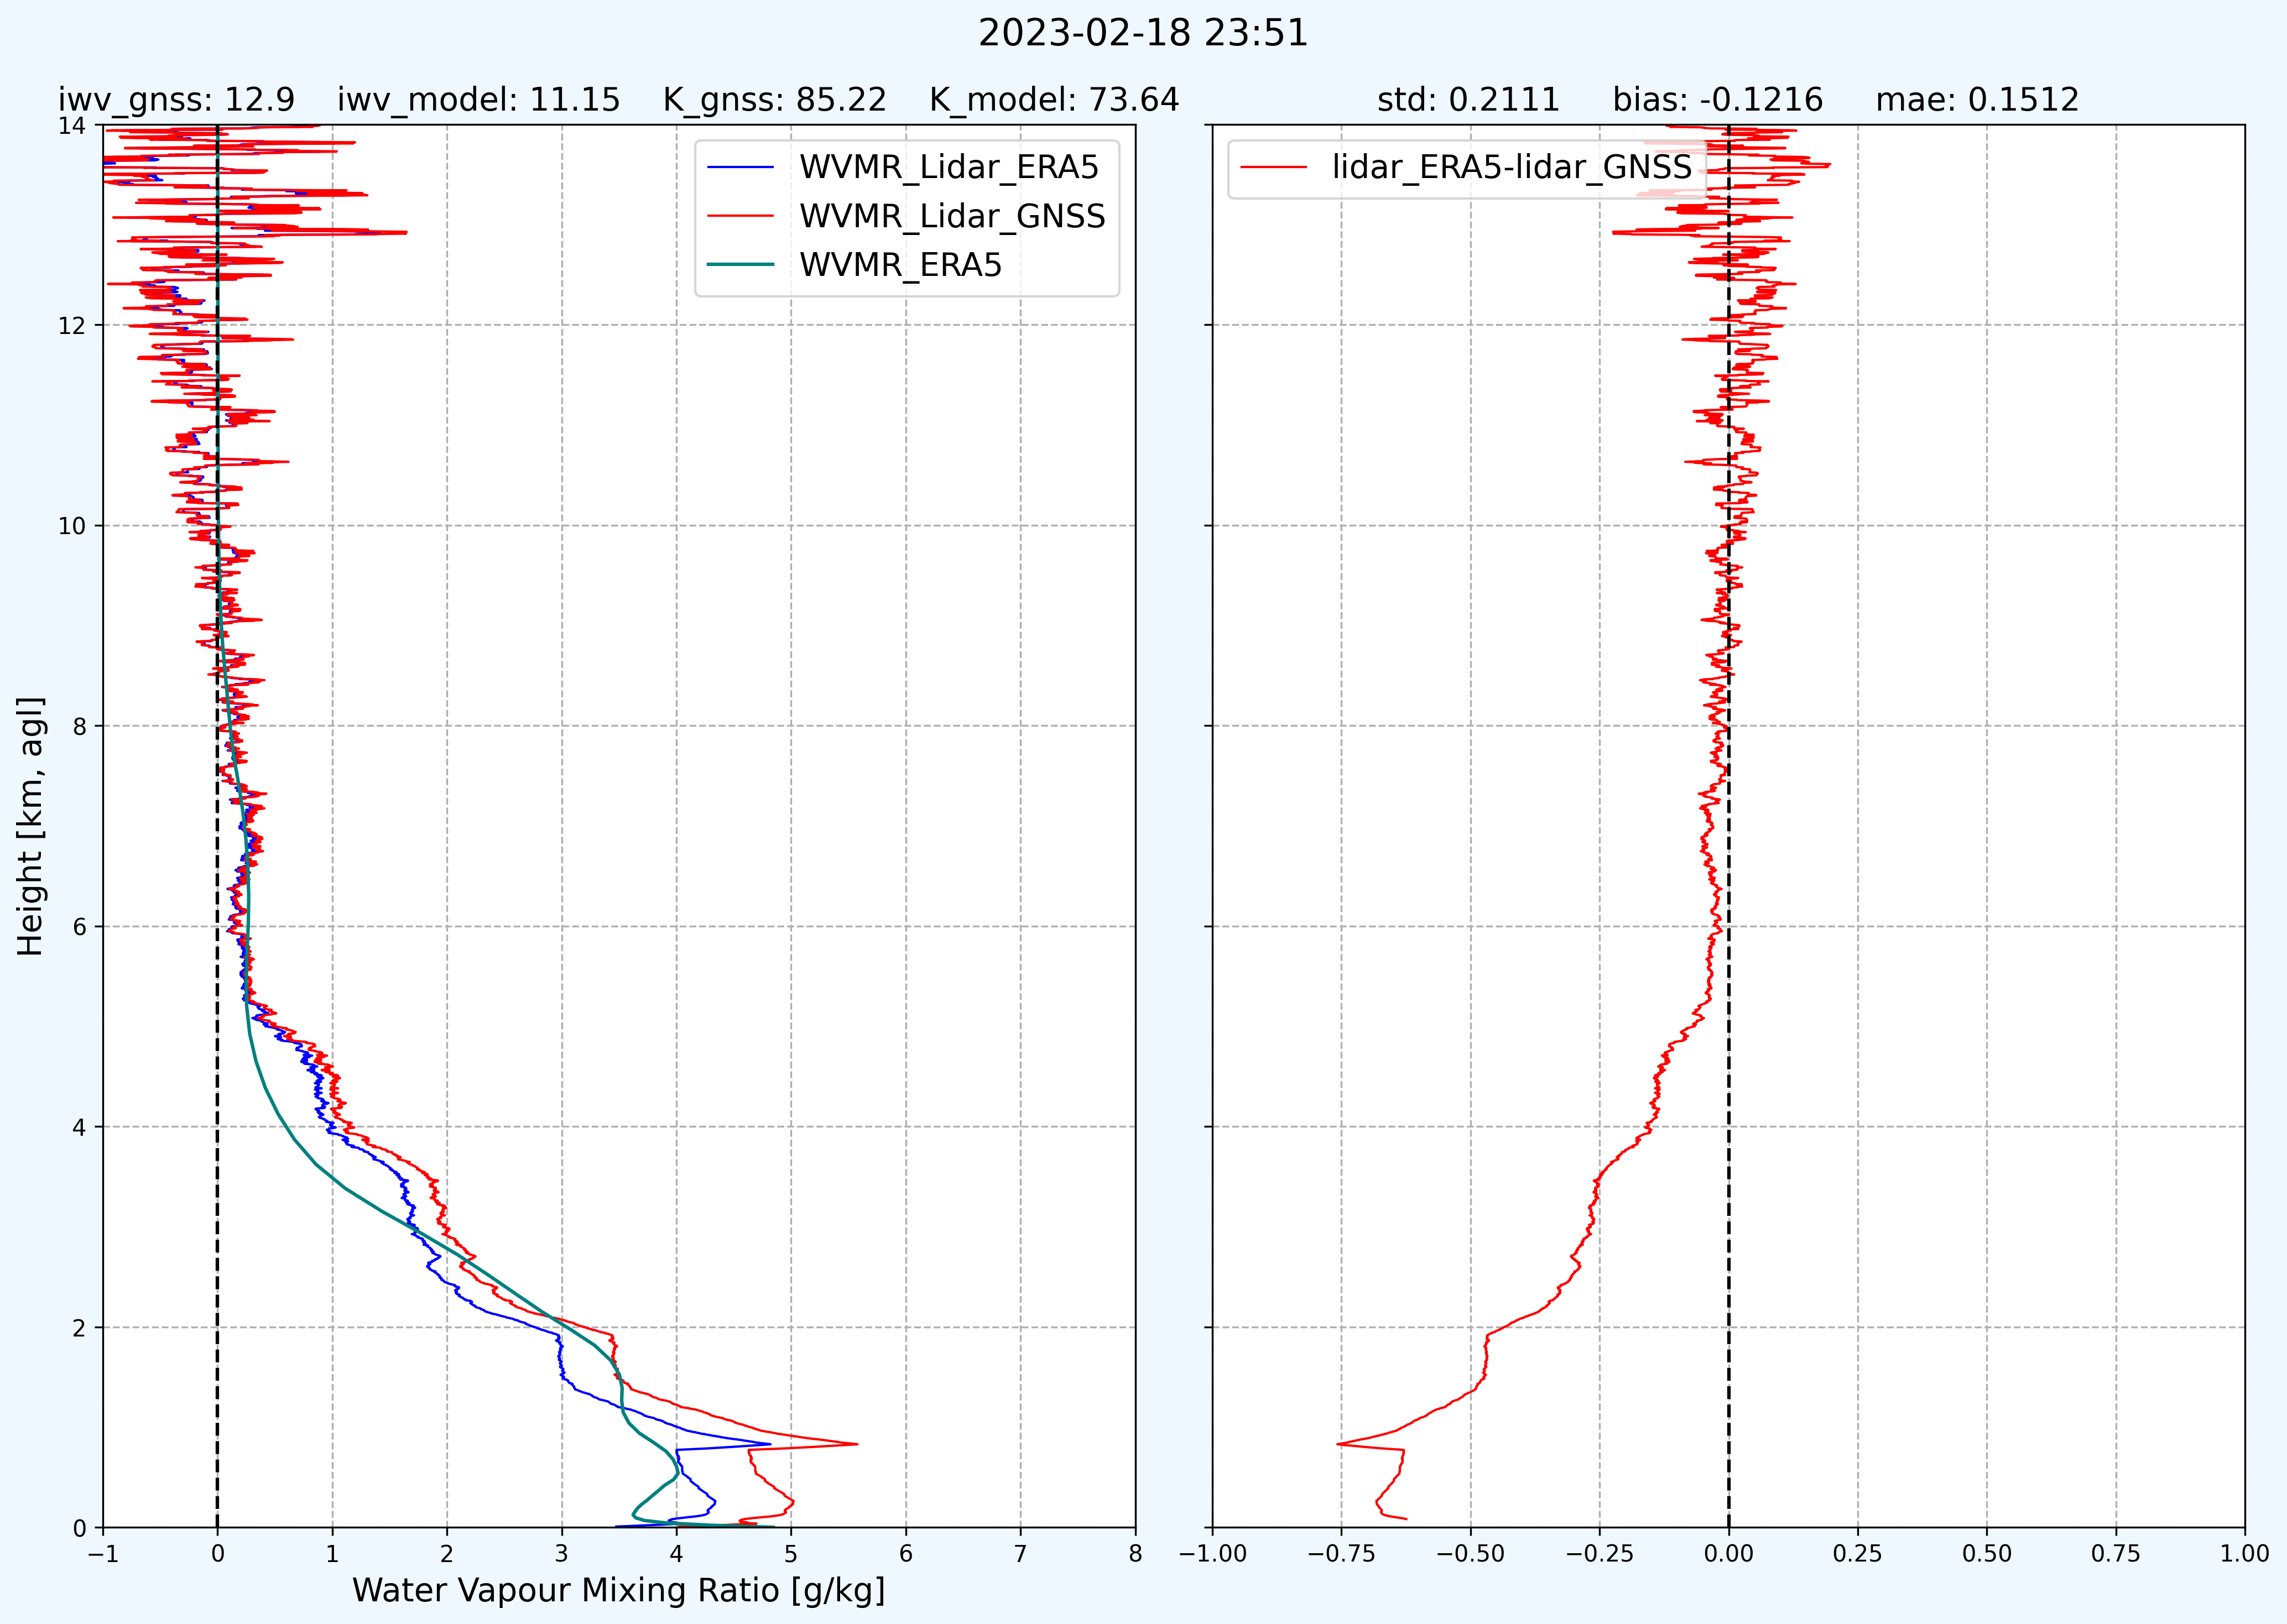 2023-02-18 23:51
iwv_gnss: 12.9 iwv_model: 11.15 K_gnss: 85.22 K_model: 73.64
std: 0.2111 bias: -0.1216 mae: 0.1512
WVMR_Lidar_ERA5
WVMR_Lidar_GNSS
WVMR_ERA5
lidar_ERA5-lidar_GNSS
Height [km, agl]
14
12
10
8
6
4
2
0
−1 0 1 2 3 4 5 6 7 8
Water Vapour Mixing Ratio [g/kg]
−1.00 −0.75 −0.50 −0.25 0.00 0.25 0.50 0.75 1.00